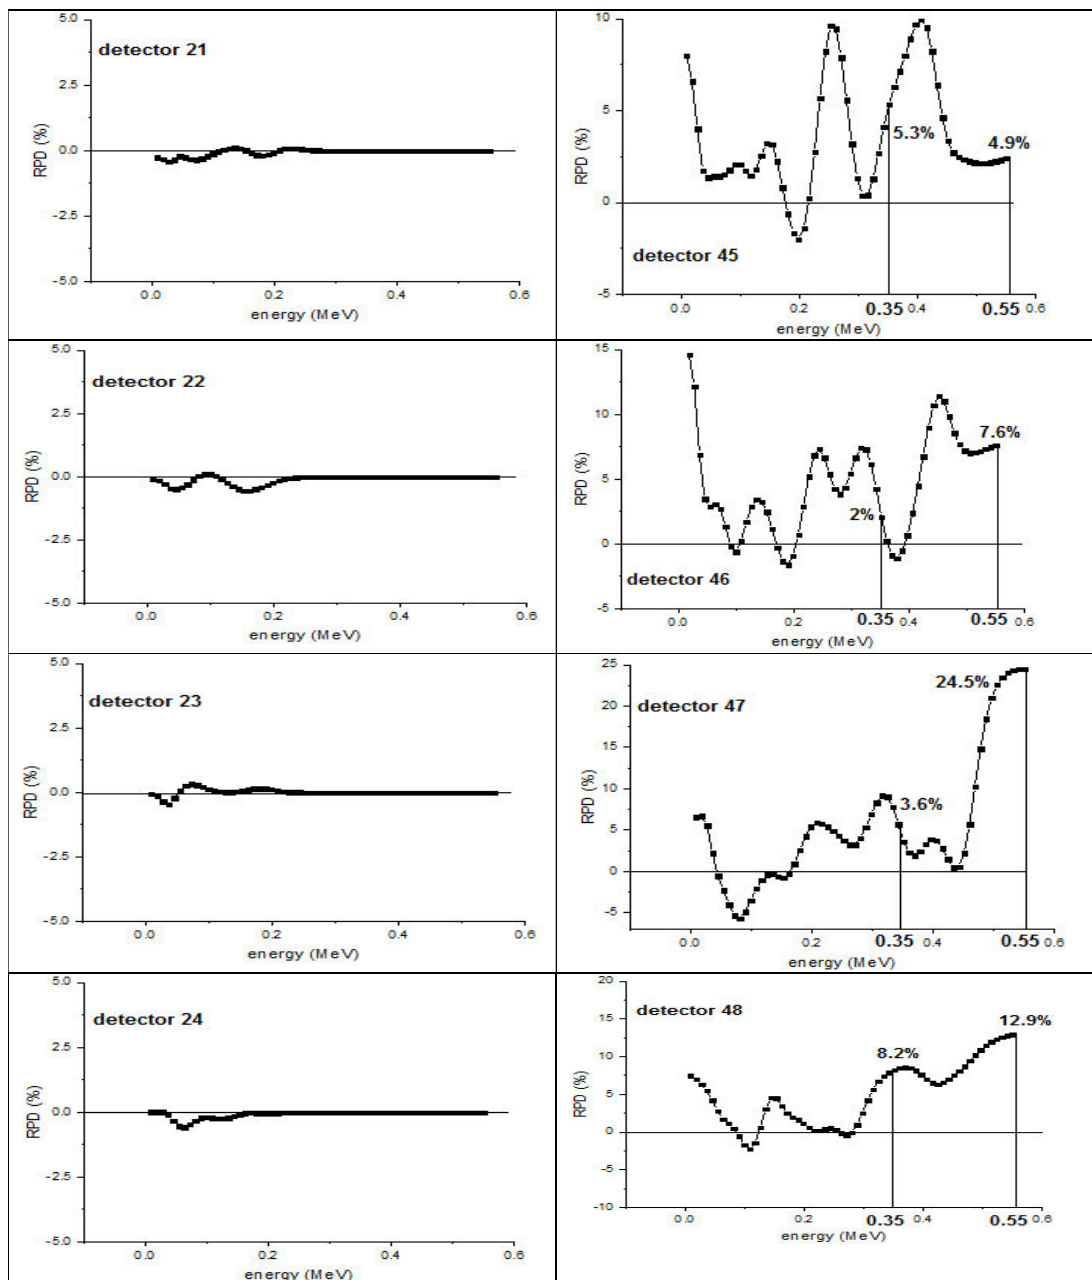 5.0
detector 21
2.5
RPD (%)
0.0
-2.5
-5.0
0.0 0.2 0.4 0.6
energy (MeV)
10
5
RPD (%)
5.3% 4.9%
0
detector 45
-5
0.0 0.2 0.35 0.4 0.55 0.6
energy (MeV)
5.0
detector 22
2.5
RPD (%)
0.0
-2.5
-5.0
0.0 0.2 0.4 0.6
energy (MeV)
15
10
7.6%
RPD (%)
5
2%
0
detector 46
-5
0.0 0.2 0.35 0.4 0.55 0.6
energy (MeV)
5.0
detector 23
2.5
RPD (%)
0.0
-2.5
-5.0
0.0 0.2 0.4 0.6
energy (MeV)
25
24.5%
detector 47
20
15
RPD (%)
10
3.6%
5
0
-5
0.0 0.2 0.35 0.4 0.55 0.6
energy (MeV)
5.0
detector 24
2.5
RPD (%)
0.0
-2.5
-5.0
0.0 0.2 0.4 0.6
energy (MeV)
20
detector 48
15
12.9%
10
8.2%
RPD (%)
5
0
-5
-10
0.0 0.2 0.35 0.4 0.55 0.6
energy (MeV)